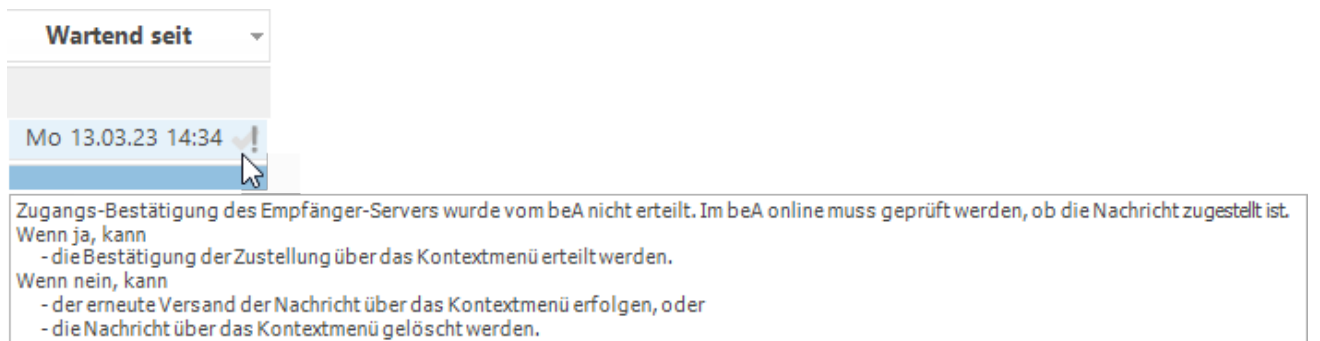 Wartend seit
Mo 13.03.23 14:34
Zugangs-Bestätigung des Empfänger-Servers wurde vom beA nicht erteilt. Im beA online muss geprüft werden, ob die Nachricht zugestellt ist.
Wenn ja, kann
- die Bestätigung der Zustellung über das Kontextmenü erteilt werden.
Wenn nein, kann
- der erneute Versand der Nachricht über das Kontextmenü erfolgen, oder
- die Nachricht über das Kontextmenü gelöscht werden.